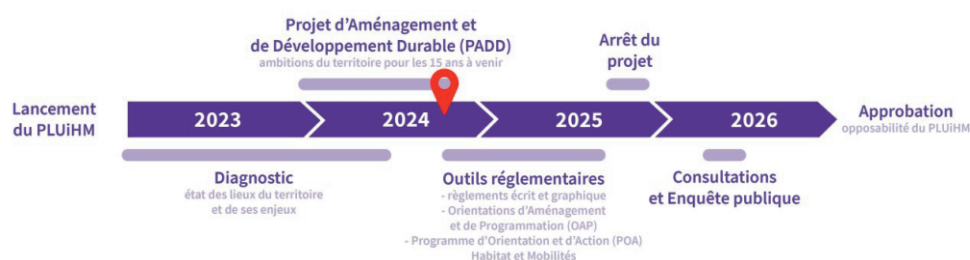 Projet d'Aménagement et
de Développement Durable (PADD)
ambitions du territoire pour les 15 ans à venir
Arrêt du
projet
Lancement
du PLUiHM
2023
2024
2025
2026
Approbation
opposabilité du PLUiHM
Diagnostic
état des lieux du territoire
et de ses enjeux
Outils réglementaires
- règlements écrit et graphique
- Orientations d'Aménagement
et de Programmation (OAP)
- Programme d'Orientation et d'Action (POA)
Habitat et Mobilités
Consultations
et Enquête publique